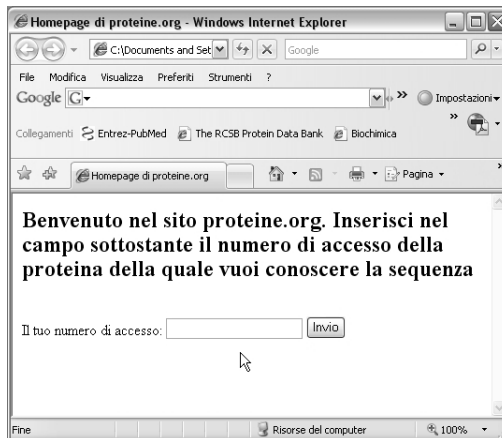 Homepage di proteine.org - Windows Internet Explorer
C:\Documents and Set
Google
File Modifica Visualizza Preferiti Strumenti ?
Google G Impostazioni
Collegamenti Entrez-PubMed The RCSB Protein Data Bank Biochimica
Homepage di proteine.org Pagina
Benvenuto nel sito proteine.org. Inserisci nel
campo sottostante il numero di accesso della
proteina della quale vuoi conoscere la sequenza
Il tuo numero di accesso: Invio
Fine Risorse del computer 100%